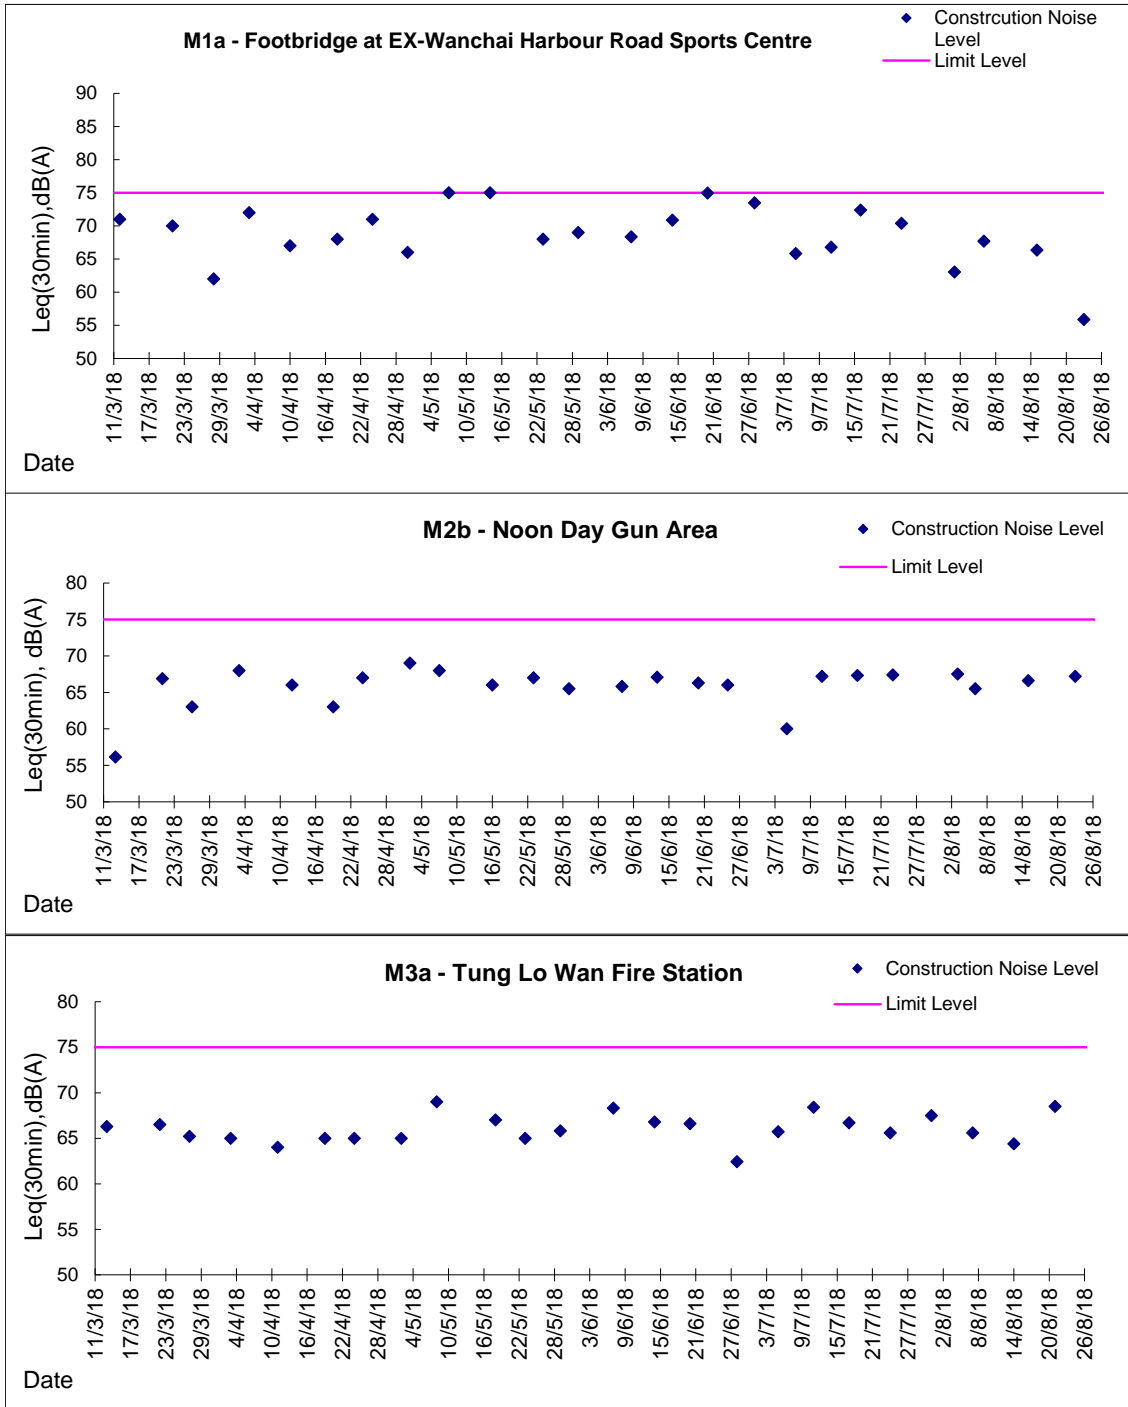 M1a - Footbridge at EX-Wanchai Harbour Road Sports Centre
Constrcution Noise
Level
Limit Level
Leq(30min),dB(A)
90
85
80
75
70
65
60
55
50
11/3/18 17/3/18 23/3/18 29/3/18 4/4/18 10/4/18 16/4/18 22/4/18 28/4/18 4/5/18 10/5/18 16/5/18 22/5/18 28/5/18 3/6/18 9/6/18 15/6/18 21/6/18 27/6/18 3/7/18 9/7/18 15/7/18 21/7/18 27/7/18 2/8/18 8/8/18 14/8/18 20/8/18 26/8/18
Date
M2b - Noon Day Gun Area
Construction Noise Level
Limit Level
Leq(30min), dB(A)
80
75
70
65
60
55
50
11/3/18 17/3/18 23/3/18 29/3/18 4/4/18 10/4/18 16/4/18 22/4/18 28/4/18 4/5/18 10/5/18 16/5/18 22/5/18 28/5/18 3/6/18 9/6/18 15/6/18 21/6/18 27/6/18 3/7/18 9/7/18 15/7/18 21/7/18 27/7/18 2/8/18 8/8/18 14/8/18 20/8/18 26/8/18
Date
M3a - Tung Lo Wan Fire Station
Construction Noise Level
Limit Level
Leq(30min),dB(A)
80
75
70
65
60
55
50
11/3/18 17/3/18 23/3/18 29/3/18 4/4/18 10/4/18 16/4/18 22/4/18 28/4/18 4/5/18 10/5/18 16/5/18 22/5/18 28/5/18 3/6/18 9/6/18 15/6/18 21/6/18 27/6/18 3/7/18 9/7/18 15/7/18 21/7/18 27/7/18 2/8/18 8/8/18 14/8/18 20/8/18 26/8/18
Date